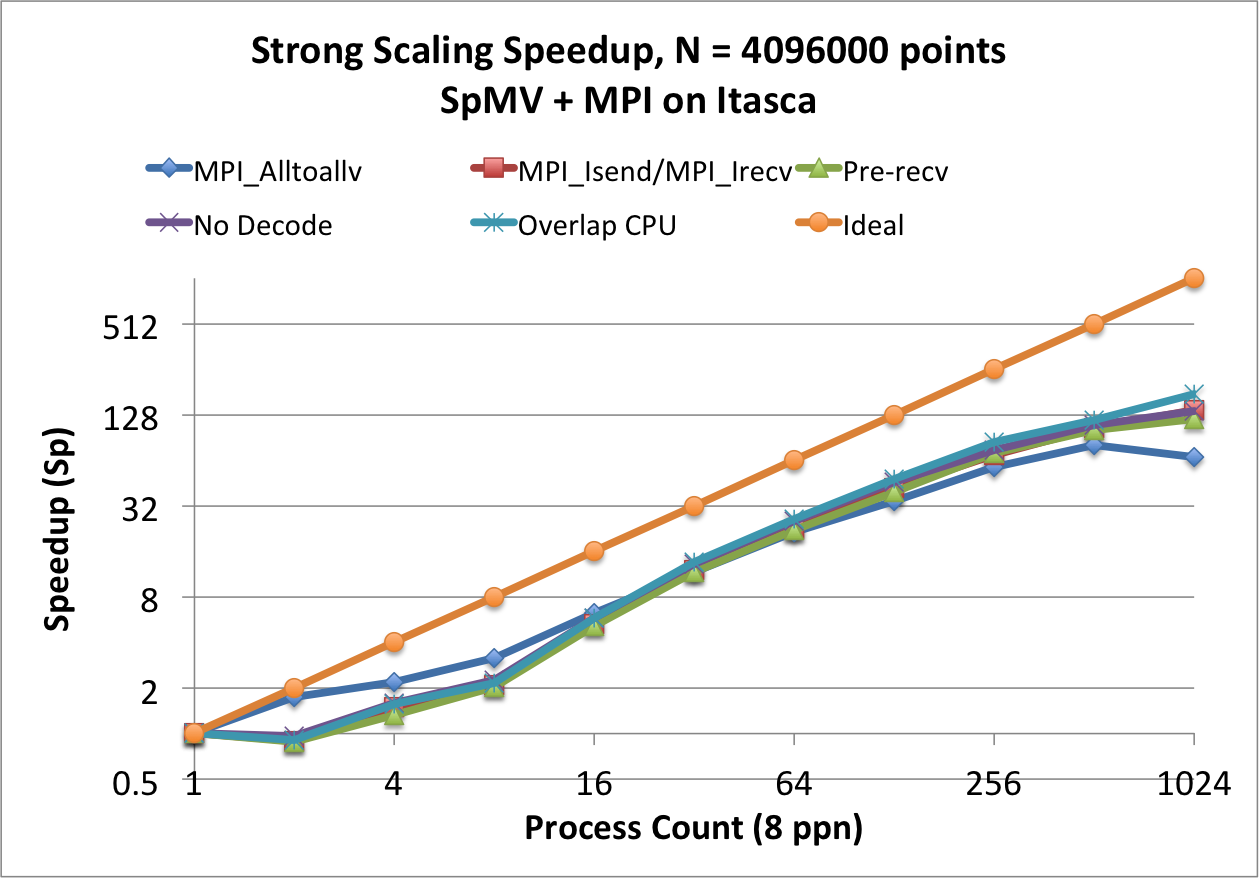 Strong Scaling Speedup, N = 4096000 points
SpMV + MPI on Itasca
MPI_Alltoallv MPI_Isend/MPI_Irecv Pre-recv
No Decode Overlap CPU Ideal
512
128
32
8
2
0.5
Speedup (Sp)
1 4 16 64 256 1024
Process Count (8 ppn)